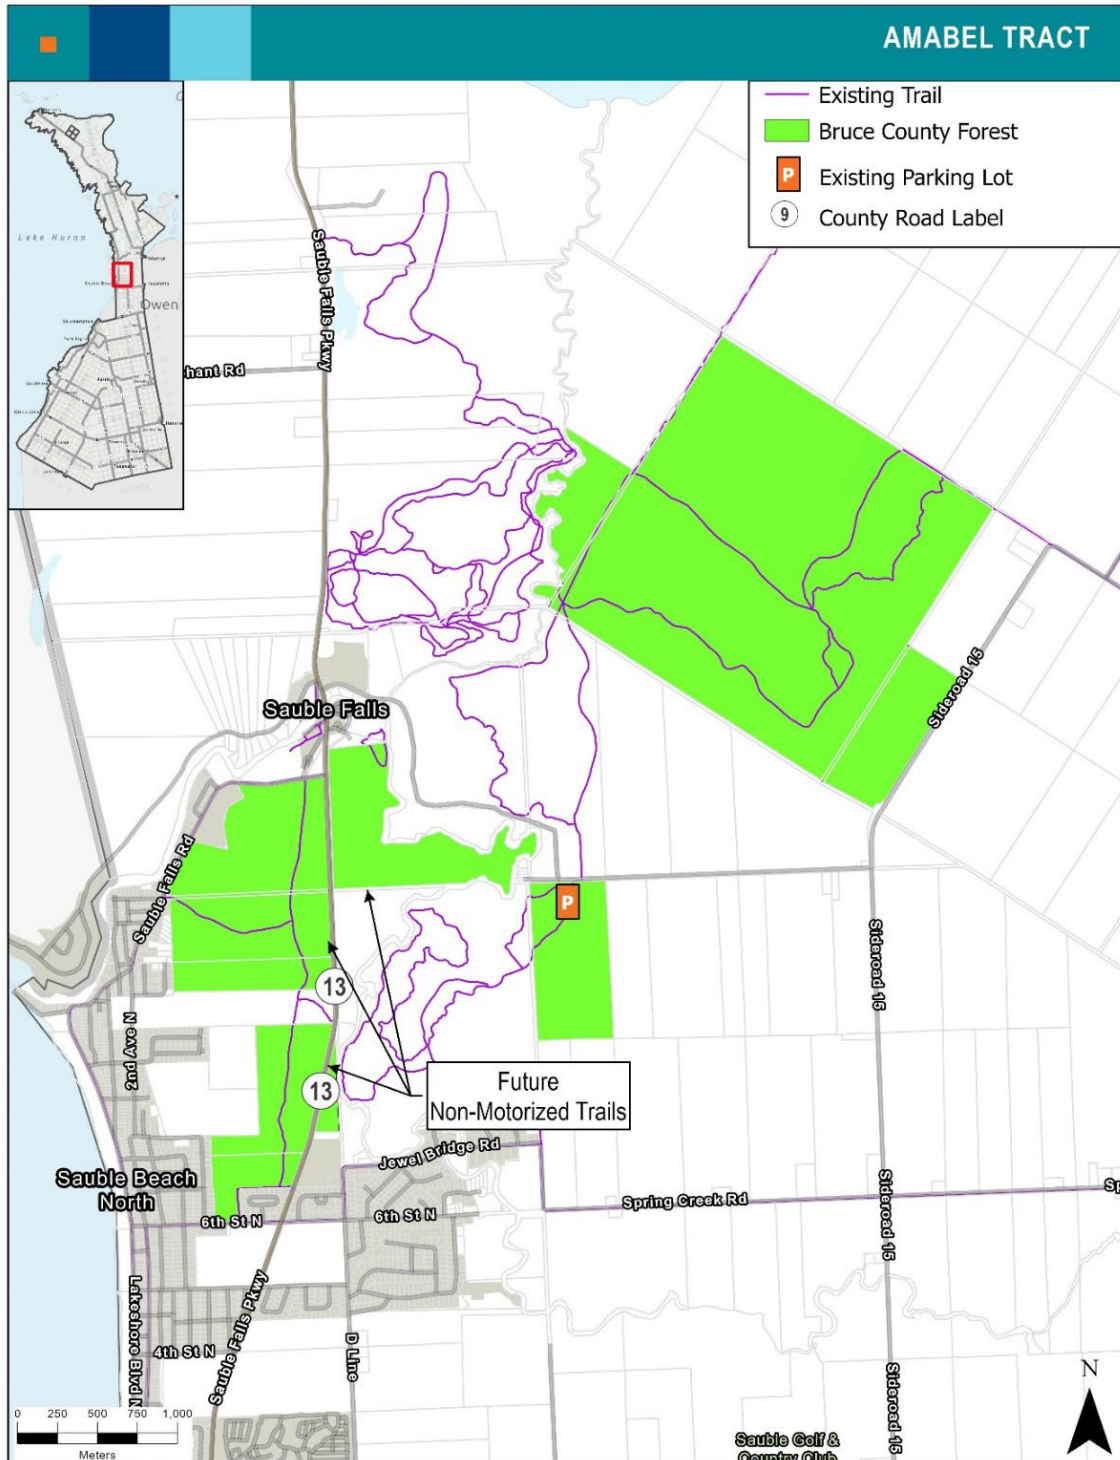 AMABEL TRACT
Existing Trail
Bruce County Forest
P
Existing Parking Lot
9
County Road Label
Lake Huron
Owen
Sauble Falls Pkwy
hant Rd
Sideroad 15
Sauble Falls
Sauble Falls Rd
P
Sideroad 15
13
2nd Ave N
13
Future
Non-Motorized Trails
Jewel Bridge Rd
Sauble Beach
North
Sideroad 15
Sp
Spring Creek Rd
6th St N
6th St N
Lakeshore Blvd N
Sauble Falls Pkwy
4th St N
D Line
Sideroad 15
N
0 250 500 750 1,000
Meters
Sauble Golf &
Country Club